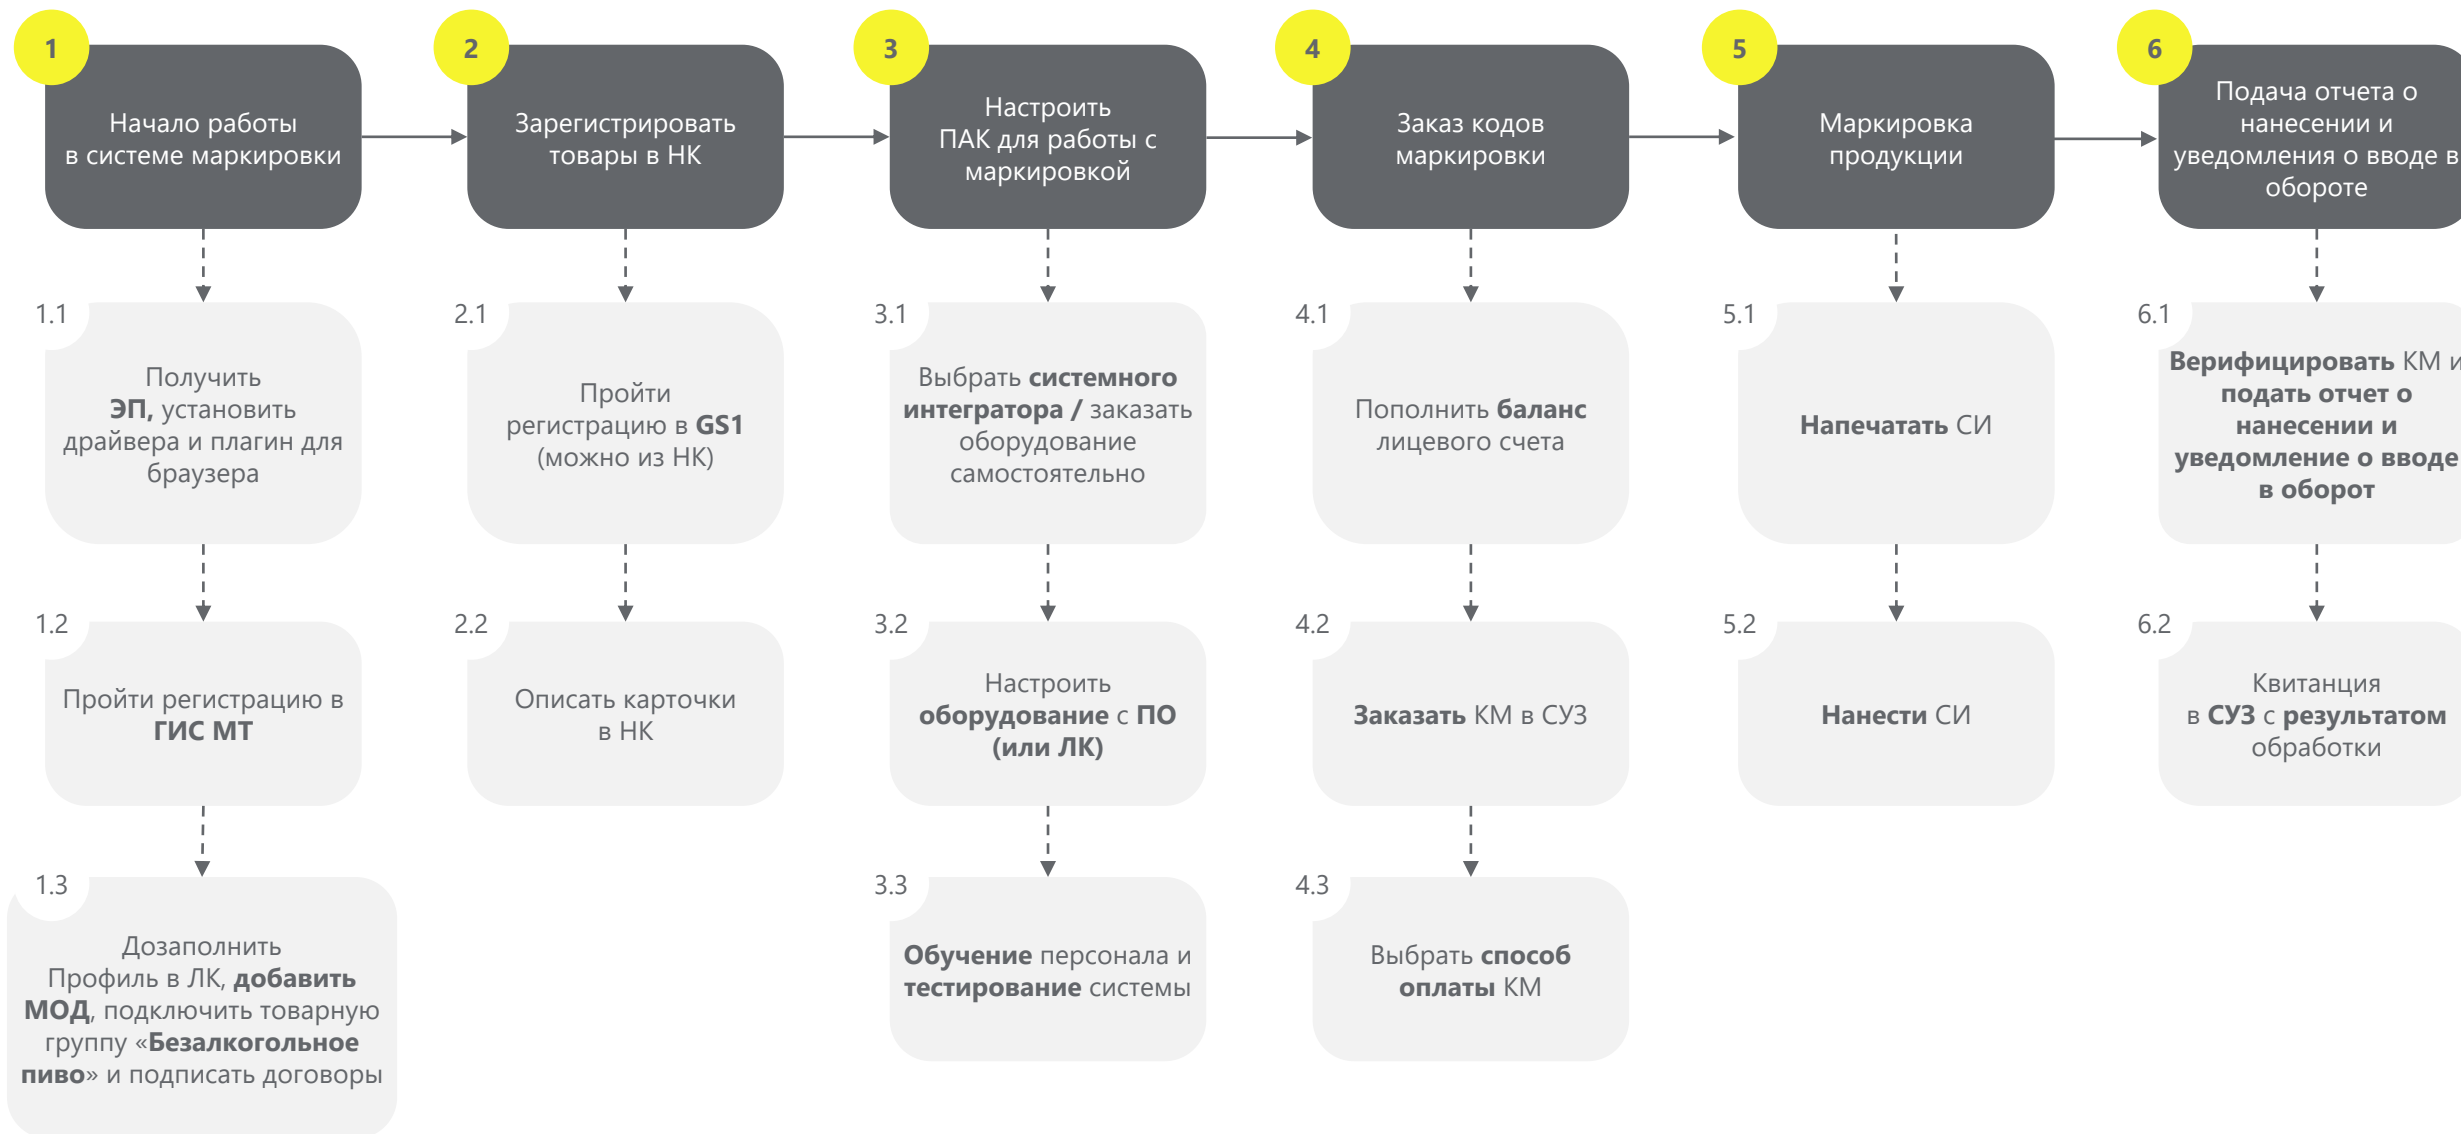 1
Начало работы
в системе маркировки
2
Зарегистрировать
товары в НК
3
Настроить
ПАК для работы с
маркировкой
4
Заказ кодов
маркировки
5
Маркировка
продукции
6
Подача отчета о
нанесении и
уведомления о вводе в
обороте
1.1
Получить
ЭП, установить
драйвера и плагин для
браузера
1.2
Пройти регистрацию в
ГИС МТ
1.3
Дозаполнить
Профиль в ЛК, добавить
МОД, подключить товарную
группу «Безалкогольное
пиво» и подписать договоры
2.1
Пройти
регистрацию в GS1
(можно из НК)
2.2
Описать карточки
в НК
3.1
Выбрать системного
интегратора / заказать
оборудование
самостоятельно
3.2
Настроить
оборудование с ПО
(или ЛК)
3.3
Обучение персонала и
тестирование системы
4.1
Пополнить баланс
лицевого счета
4.2
Заказать КМ в СУЗ
4.3
Выбрать способ
оплаты КМ
5.1
Напечатать СИ
5.2
Нанести СИ
6.1
Верифицировать КМ и
подать отчет о
нанесении и
уведомление о вводе
в оборот
6.2
Квитанция
в СУЗ с результатом
обработки